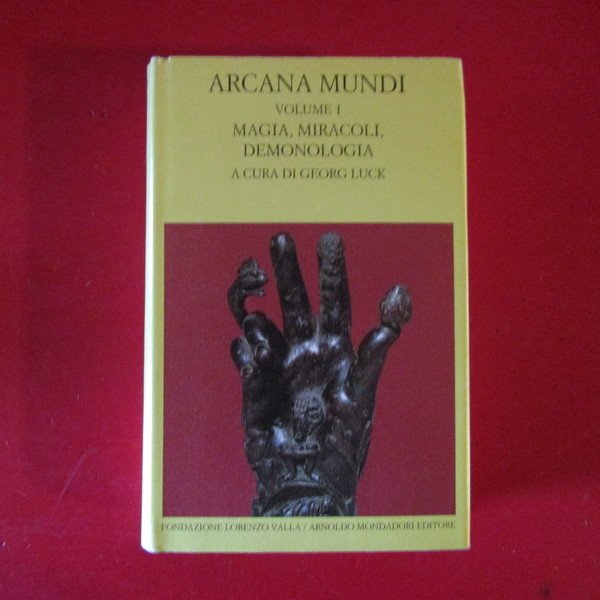 ARCANA MUNDI
VOLUME I
MAGIA, MIRACOLI,
DEMONOLOGIA
A CURA DI GEORG LUCK
FONDAZIONE LORENZO VALLA / ARNOLDO MONDADORI EDITORE